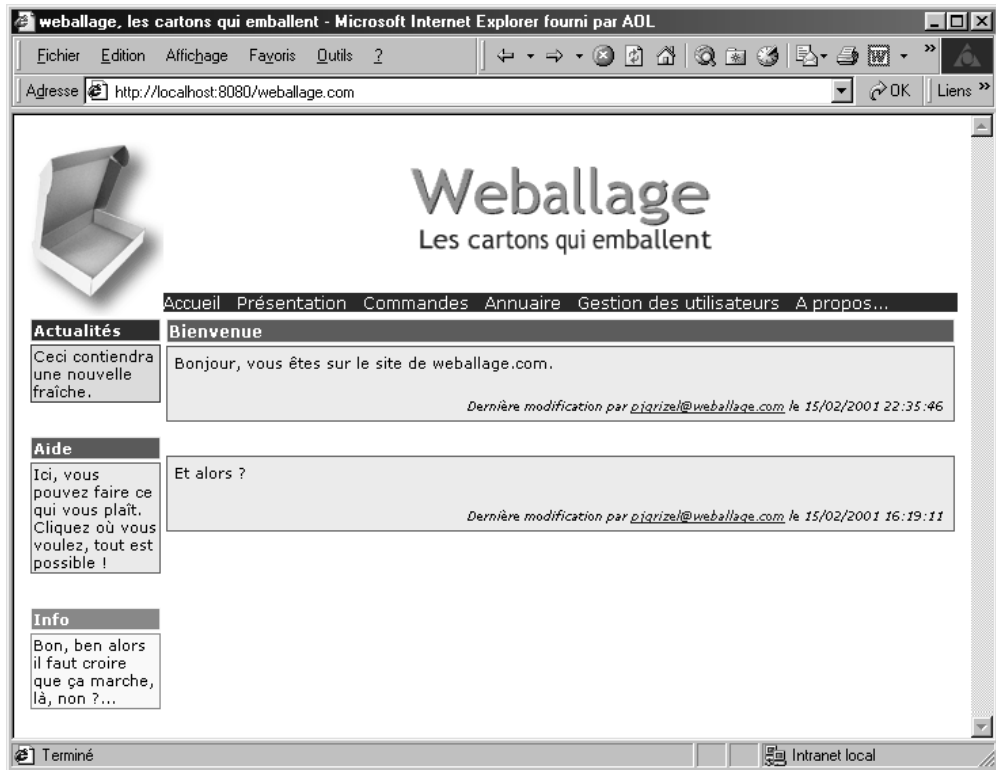 weballage, les cartons qui emballent - Microsoft Internet Explorer fourni par AOL
Fichier Edition Affichage Favoris Outils ?
Adresse http://localhost:8080/weballage.com OK Liens »
Weballage
Les cartons qui emballent
Accueil Présentation Commandes Annuaire Gestion des utilisateurs A propos...
Actualités
Ceci contiendra
une nouvelle
fraîche.
Aide
Ici, vous
pouvez faire ce
qui vous plaît.
Cliquez où vous
voulez, tout est
possible !
Info
Bon, ben alors
il faut croire
que ça marche,
là, non ?...
Bienvenue
Bonjour, vous êtes sur le site de weballage.com.
Dernière modification par pjgrizel@weballage.com le 15/02/2001 22:35:46
Et alors ?
Dernière modification par pjgrizel@weballage.com le 15/02/2001 16:19:11
Terminé Intranet local